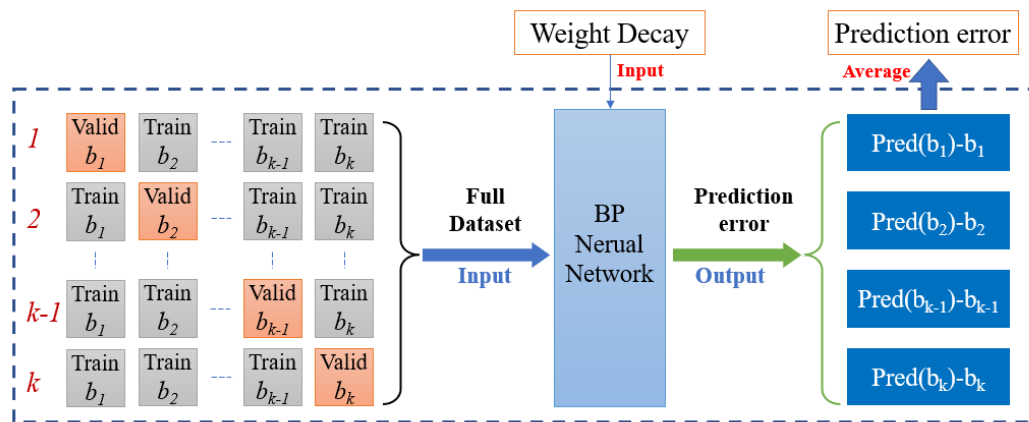 Weight Decay
Prediction error
Input
Average
1
Valid Train Train Train
b1 b2 bk-1 bk
2
Train Valid Train Train
b1 b2 bk-1 bk
k-1
Train Train Valid Train
b1 b2 bk-1 bk
k
Train Train Train Valid
b1 b2 bk-1 bk
Full
Dataset
Input
BP
Nerual
Network
Prediction
error
Output
Pred(b1)-b1
Pred(b2)-b2
Pred(bk-1)-bk-1
Pred(bk)-bk